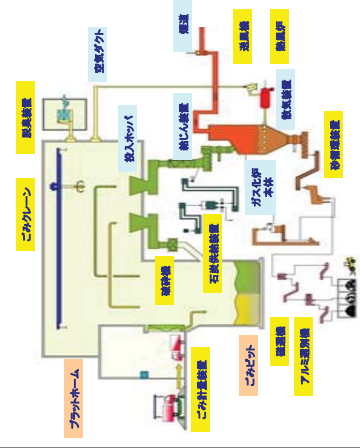 煙道
送風機
熱風炉
空気ダクト
脱臭装置
投入ホッパ
給じん装置
散気装置
ごみクレーン
ガス化炉
本体
砂循環装置
石炭供給装置
破砕機
プラットホーム
ごみ計量装置
ごみピット
磁選機
アルミ選別機